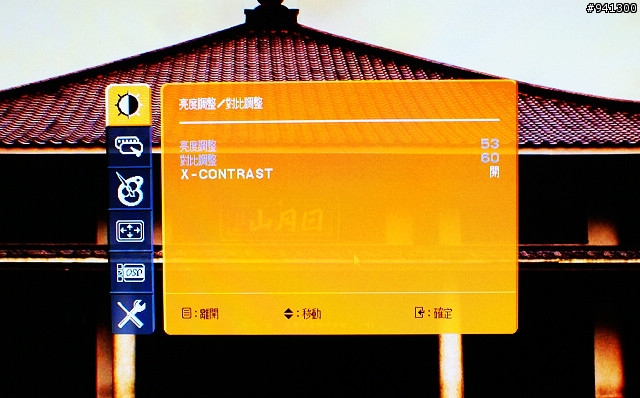 #941300
亮度調整／對比調整
亮度調整 53
對比調整 60
X-CONTRAST 開
山月日
:離開 :移動 :確定